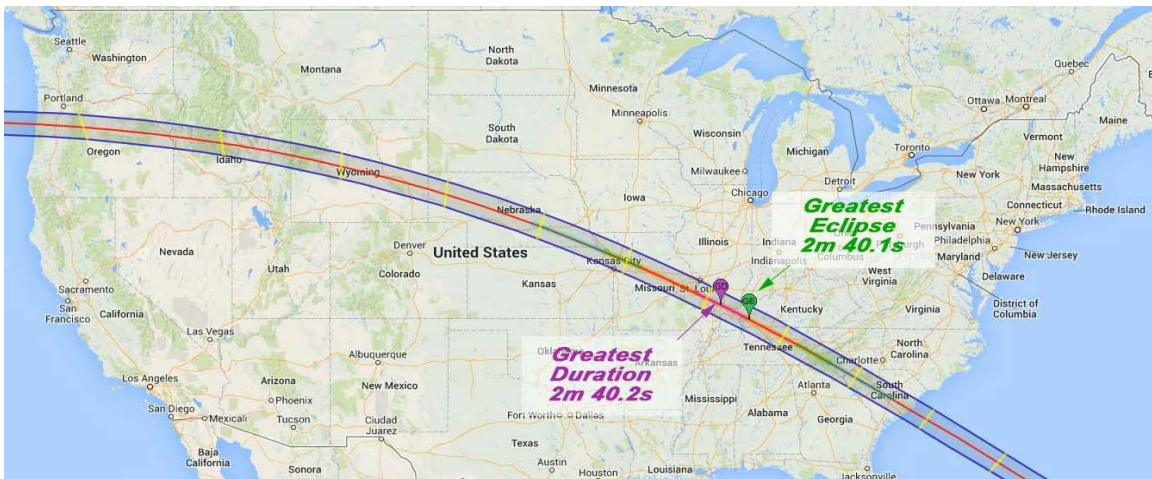 Seattle
Washington
Montana
North
Dakota
Minnesota
Quebec
Portland
Minneapolis
Ottawa
Montreal
Maine
Oregon
Idaho
Wyoming
South
Dakota
Wisconsin
Michigan
Toronto
Vermont
New
Hampshire
Milwaukee
Detroit
New York
Massachusetts
Iowa
Chicago
Connecticut
Rhode Island
Nebraska
Greatest
Eclipse
2m 40.1s
New York
Pennsylvania
Philadelphia
Nevada
Utah
Denver
United States
Illinois
Indiana
Indianapolis
Columbus
Maryland
New Jersey
Colorado
Kansas City
Kansas
Missouri
West
Virginia
Delaware
Sacramento
San
Francisco
California
GD
GE
Kentucky
Virginia
District of
Columbia
Las Vegas
Greatest
Duration
2m 40.2s
Tennessee
North
Carolina
Charlotte
Albuquerque
Arkansas
Los Angeles
Arizona
New Mexico
Atlanta
South
Carolina
Phoenix
Mississippi
San Diego
Mexicali
Tucson
Ciudad
Juarez
Fort Worth
Dallas
Alabama
Georgia
Texas
Baja
California
Sonora
Austin
Houston
Louisiana
Jacksonville